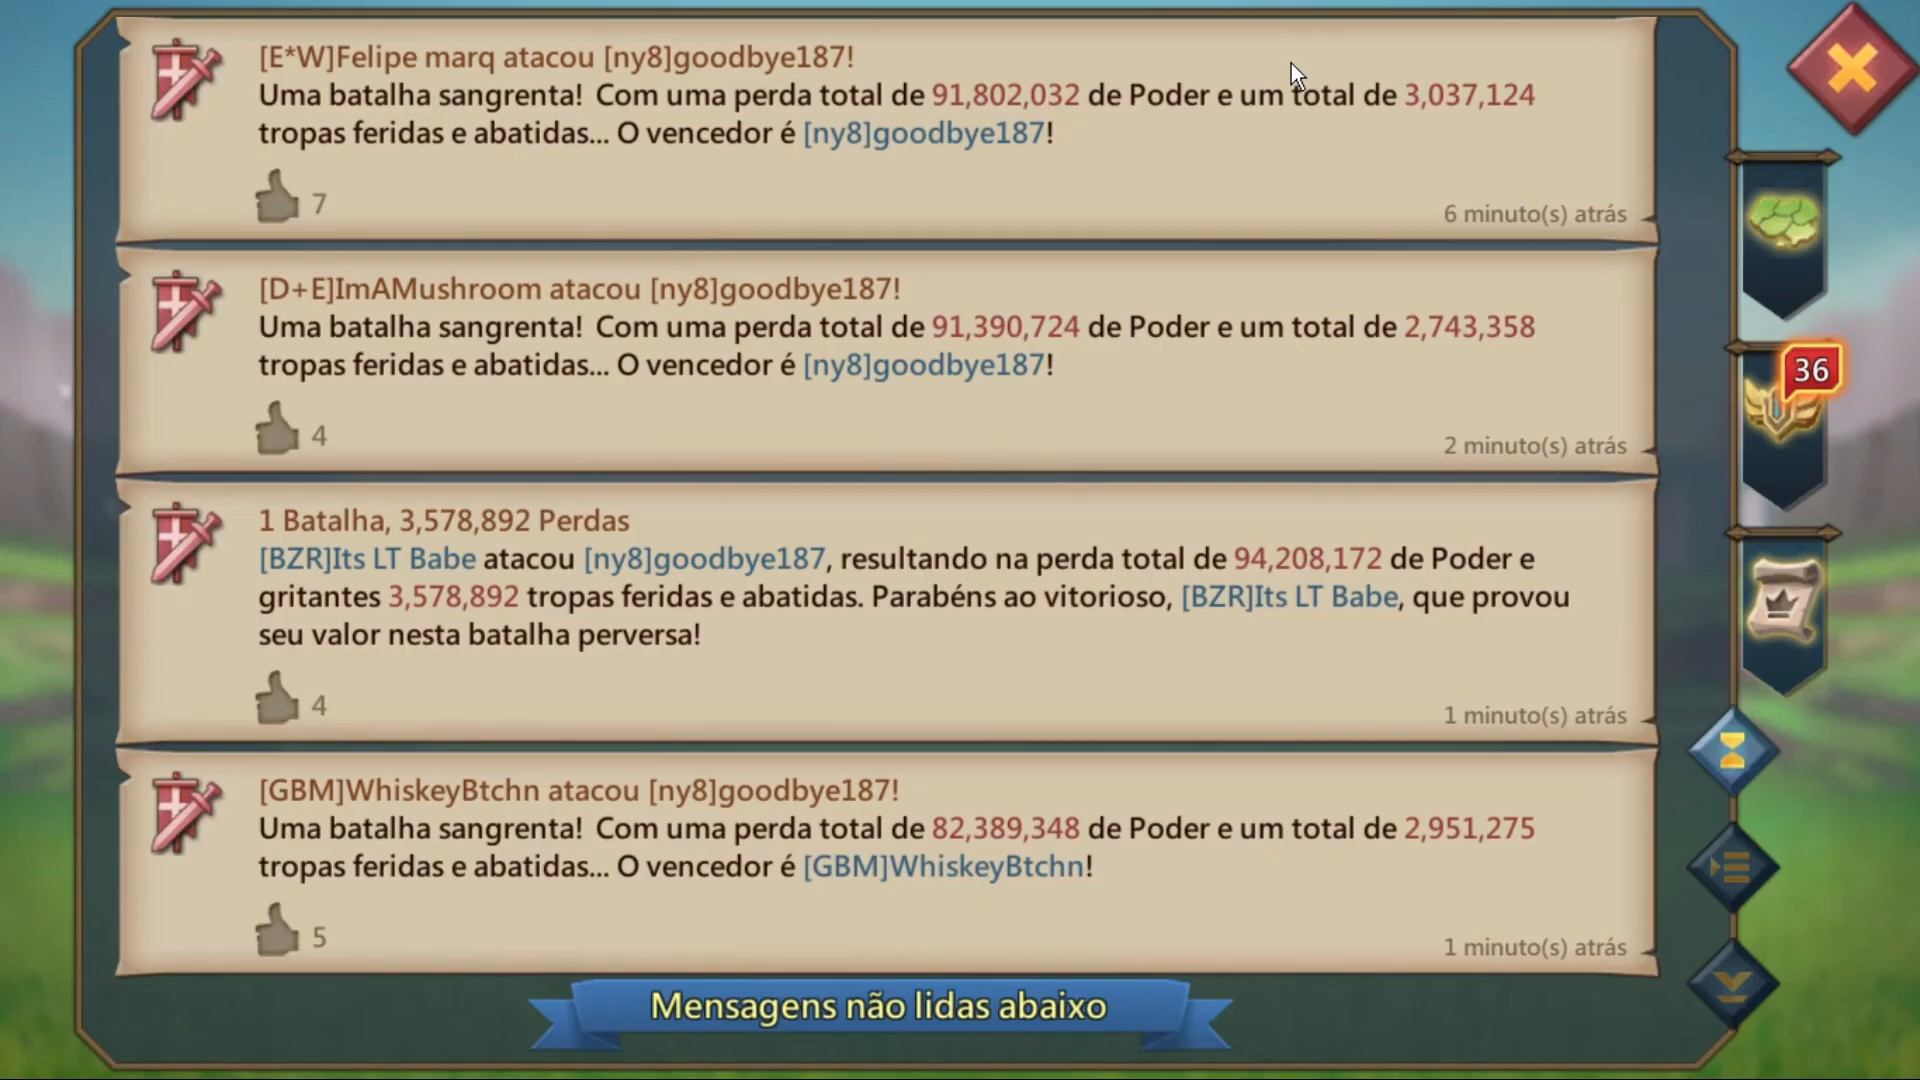 [E*W]Felipe marq atacou [ny8]goodbye187!
Uma batalha sangrenta! Com uma perda total de 91,802,032 de Poder e um total de 3,037,124
tropas feridas e abatidas... O vencedor é [ny8]goodbye187!
7
6 minuto(s) atrás
[D+E]ImAMushroom atacou [ny8]goodbye187!
Uma batalha sangrenta! Com uma perda total de 91,390,724 de Poder e um total de 2,743,358
tropas feridas e abatidas... O vencedor é [ny8]goodbye187!
36
4
2 minuto(s) atrás
1 Batalha, 3,578,892 Perdas
[BZR]Its LT Babe atacou [ny8]goodbye187, resultando na perda total de 94,208,172 de Poder e
gritantes 3,578,892 tropas feridas e abatidas. Parabéns ao vitorioso, [BZR]Its LT Babe, que provou
seu valor nesta batalha perversa!
4
1 minuto(s) atrás
[GBM]WhiskeyBtchn atacou [ny8]goodbye187!
Uma batalha sangrenta! Com uma perda total de 82,389,348 de Poder e um total de 2,951,275
tropas feridas e abatidas... O vencedor é [GBM]WhiskeyBtchn!
5
1 minuto(s) atrás
Mensagens não lidas abaixo